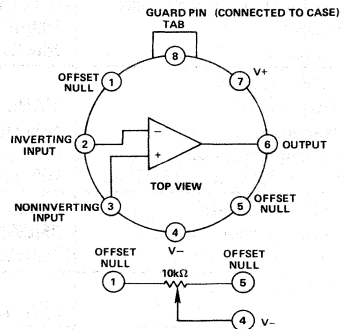 GUARD PIN (CONNECTED TO CASE)
TAB
8
OFFSET
NULL
1
7
V+
INVERTING
INPUT
2
−
+
6
OUTPUT
TOP VIEW
NONINVERTING
INPUT
3
5
OFFSET
NULL
4
V−
OFFSET
NULL
OFFSET
NULL
1
10kΩ
5
4
V−